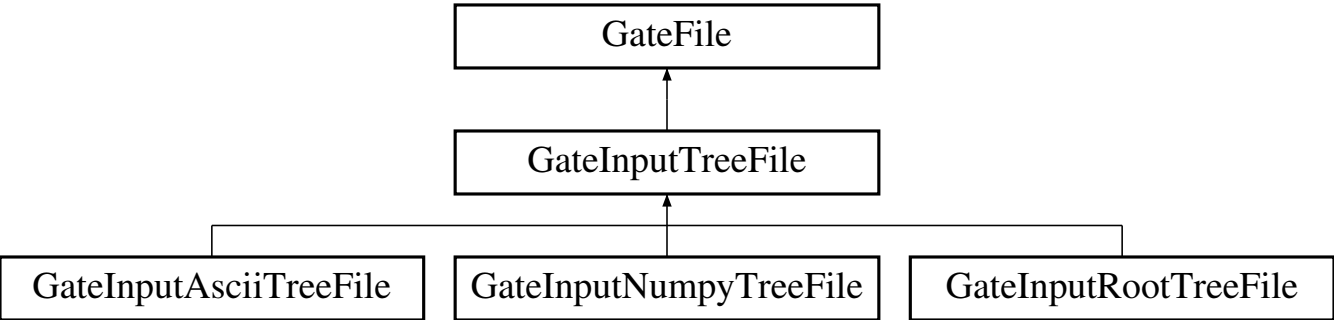 GateFile
GateInputTreeFile
GateInputAsciiTreeFile
GateInputNumpyTreeFile
GateInputRootTreeFile